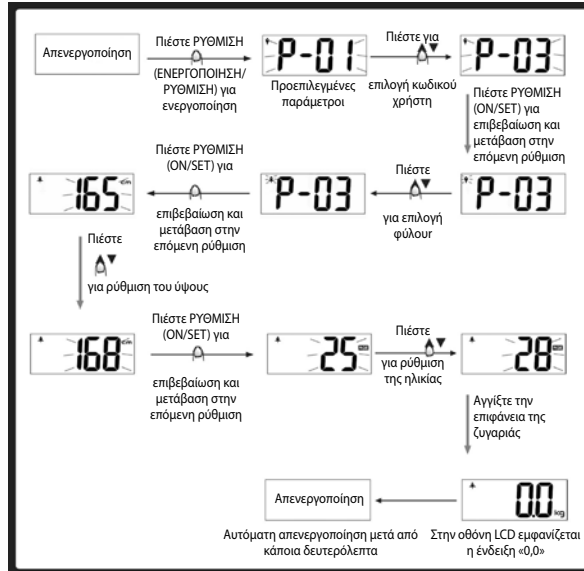 Απενεργοποίηση
Πιέστε ΡΥΘΜΙΣΗ
(ΕΝΕΡΓΟΠΟΙΗΣΗ/
ΡΥΘΜΙΣΗ) για
ενεργοποίηση
P-01
Προεπιλεγμένες
παράμετροι
Πιέστε για
επιλογή κωδικού
χρήστη
P-03
Πιέστε ΡΥΘΜΙΣΗ
(ON/SET) για
επιβεβαίωση και
μετάβαση στην
επόμενη ρύθμιση
P-03
Πιέστε
για επιλογή
φύλουr
P-03
Πιέστε ΡΥΘΜΙΣΗ
(ON/SET) για
επιβεβαίωση και
μετάβαση στην
επόμενη ρύθμιση
165 cm
Πιέστε
για ρύθμιση του ύψους
168 cm
Πιέστε ΡΥΘΜΙΣΗ
(ON/SET) για
επιβεβαίωση και
μετάβαση στην
επόμενη ρύθμιση
25
Πιέστε
για ρύθμιση
της ηλικίας
28
Αγγίξτε την
επιφάνεια της
ζυγαριάς
0.0 kg
Στην οθόνη LCD εμφανίζεται
η ένδειξη «0,0»
Απενεργοποίηση
Αυτόματη απενεργοποίηση μετά από
κάποια δευτερόλεπτα